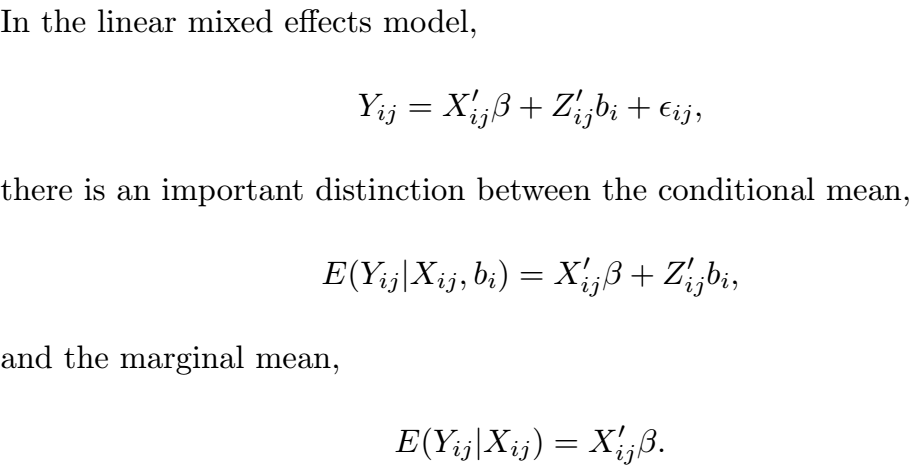 In the linear mixed effects model,
Y_{ij} = X'_{ij}β + Z'_{ij}b_i + ϵ_{ij},
there is an important distinction between the conditional mean,
E(Y_{ij}|X_{ij}, b_i) = X'_{ij}β + Z'_{ij}b_i,
and the marginal mean,
E(Y_{ij}|X_{ij}) = X'_{ij}β.